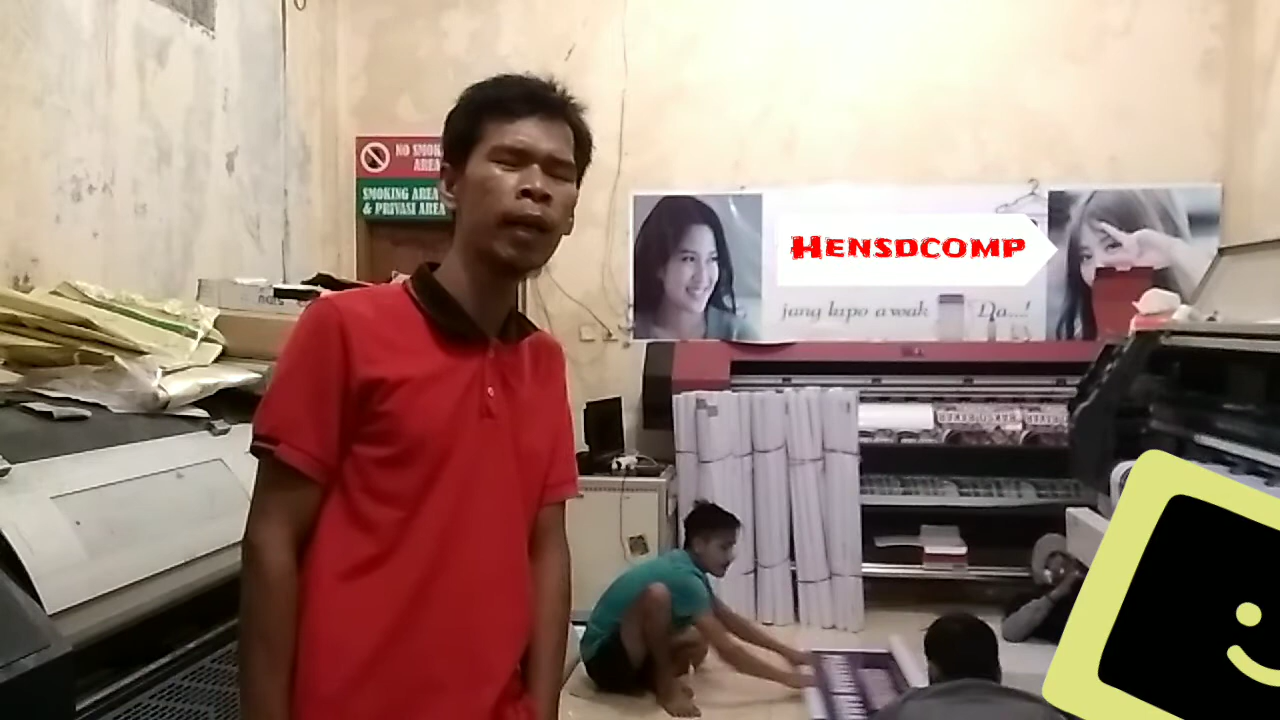 NO SMOK
AREA
SMOKING AREA
& PRIVASI AREA
HENSDCOMP
jang lupo awak Da...!